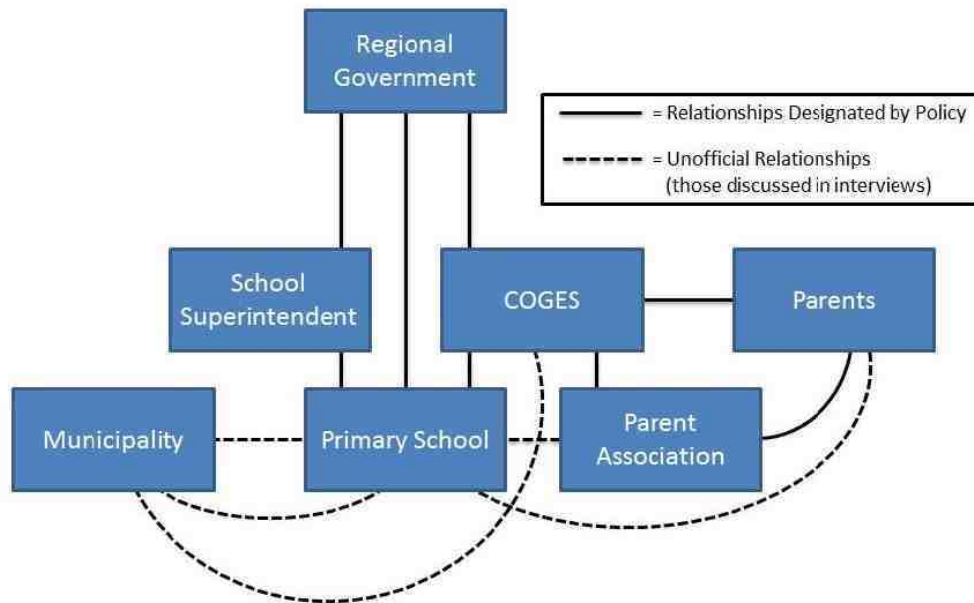 Regional
Government
= Relationships Designated by Policy
= Unofficial Relationships
(those discussed in interviews)
School
Superintendent
COGES
Parents
Municipality
Primary School
Parent
Association